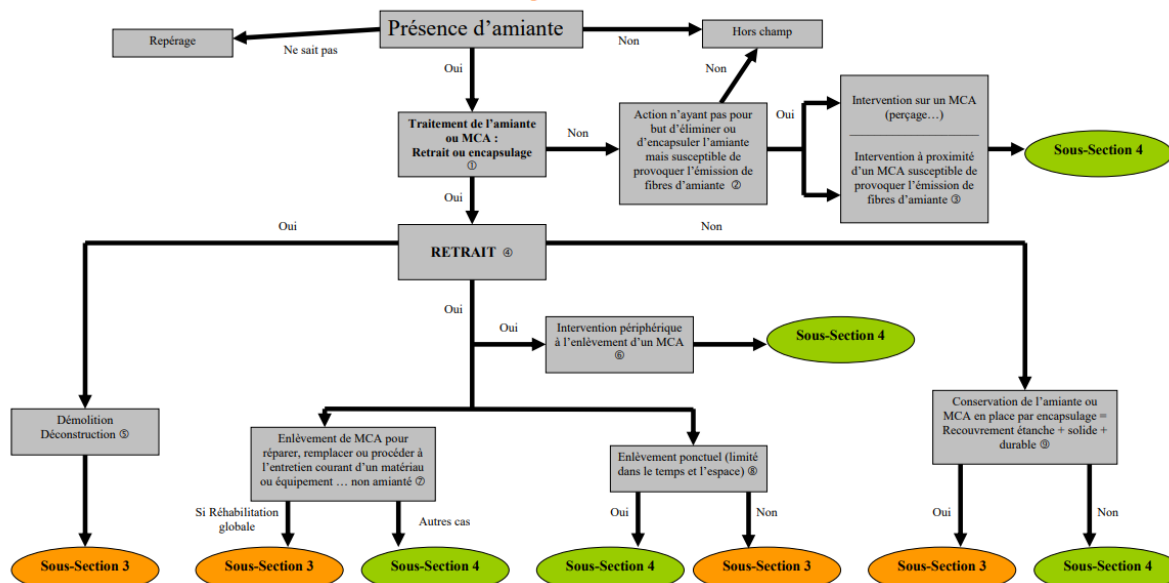 Présence d'amiante
Repérage
Ne sait pas
Non
Hors champ
Oui
Non
Traitement de l'amiante
ou MCA :
Retrait ou encapsulage
①
Non
Action n'ayant pas pour
but d'éliminer ou
d'encapsuler l'amiante
mais susceptible de
provoquer l'émission de
fibres d'amiante ②
Oui
Intervention sur un MCA
(perçage…)
Intervention à proximité
d'un MCA susceptible de
provoquer l'émission de
fibres d'amiante ③
Sous-Section 4
Oui
Oui
RETRAIT ④
Non
Oui
Oui
Intervention périphérique
à l'enlèvement d'un MCA
⑥
Sous-Section 4
Démolition
Déconstruction ⑤
Enlèvement de MCA pour
réparer, remplacer ou procéder à
l'entretien courant d'un matériau
ou équipement … non amianté ⑦
Enlèvement ponctuel (limité
dans le temps et l'espace) ⑧
Conservation de l'amiante ou
MCA en place par encapsulage =
Recouvrement étanche + solide +
durable ⑨
Si Réhabilitation
globale
Autres cas
Oui
Non
Oui
Non
Sous-Section 3
Sous-Section 3
Sous-Section 4
Sous-Section 4
Sous-Section 3
Sous-Section 3
Sous-Section 4